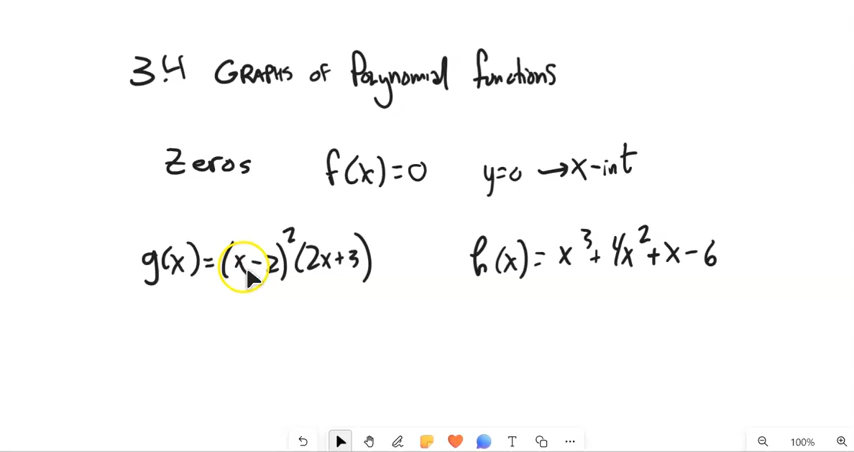 3.4 GRAPHS of Polynomial functions
Zeros f(x)=0 y=0 →x-int
g(x)=(x-2)²(2x+3) h(x)=x³+4x²+x-6
T ... 100%